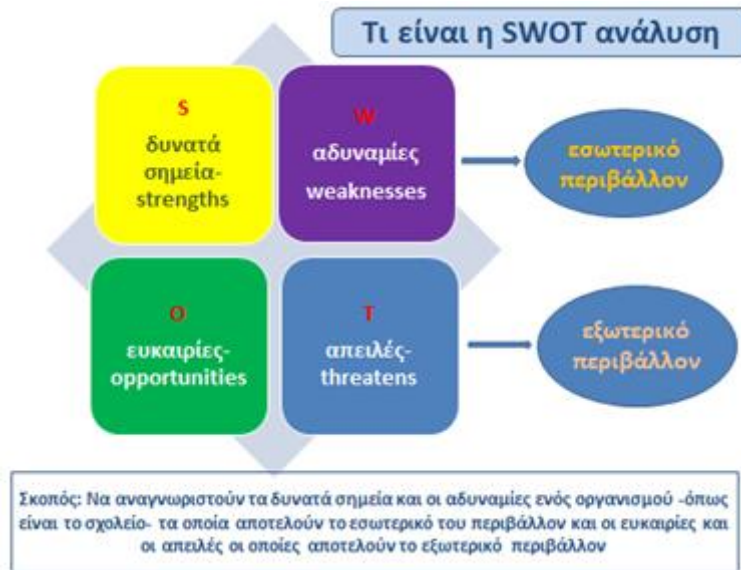 Τι είναι η SWOT ανάλυση
S
δυνατά
σημεία-
strengths
W
αδυναμίες
weaknesses
εσωτερικό
περιβάλλον
O
ευκαιρίες-
opportunities
T
απειλές-
threatens
εξωτερικό
περιβάλλον
Σκοπός: Να αναγνωριστούν τα δυνατά σημεία και οι αδυναμίες ενός οργανισμού -όπως
είναι το σχολείο- τα οποία αποτελούν το εσωτερικό του περιβάλλον και οι ευκαιρίες και
οι απειλές οι οποίες αποτελούν το εξωτερικό περιβάλλον